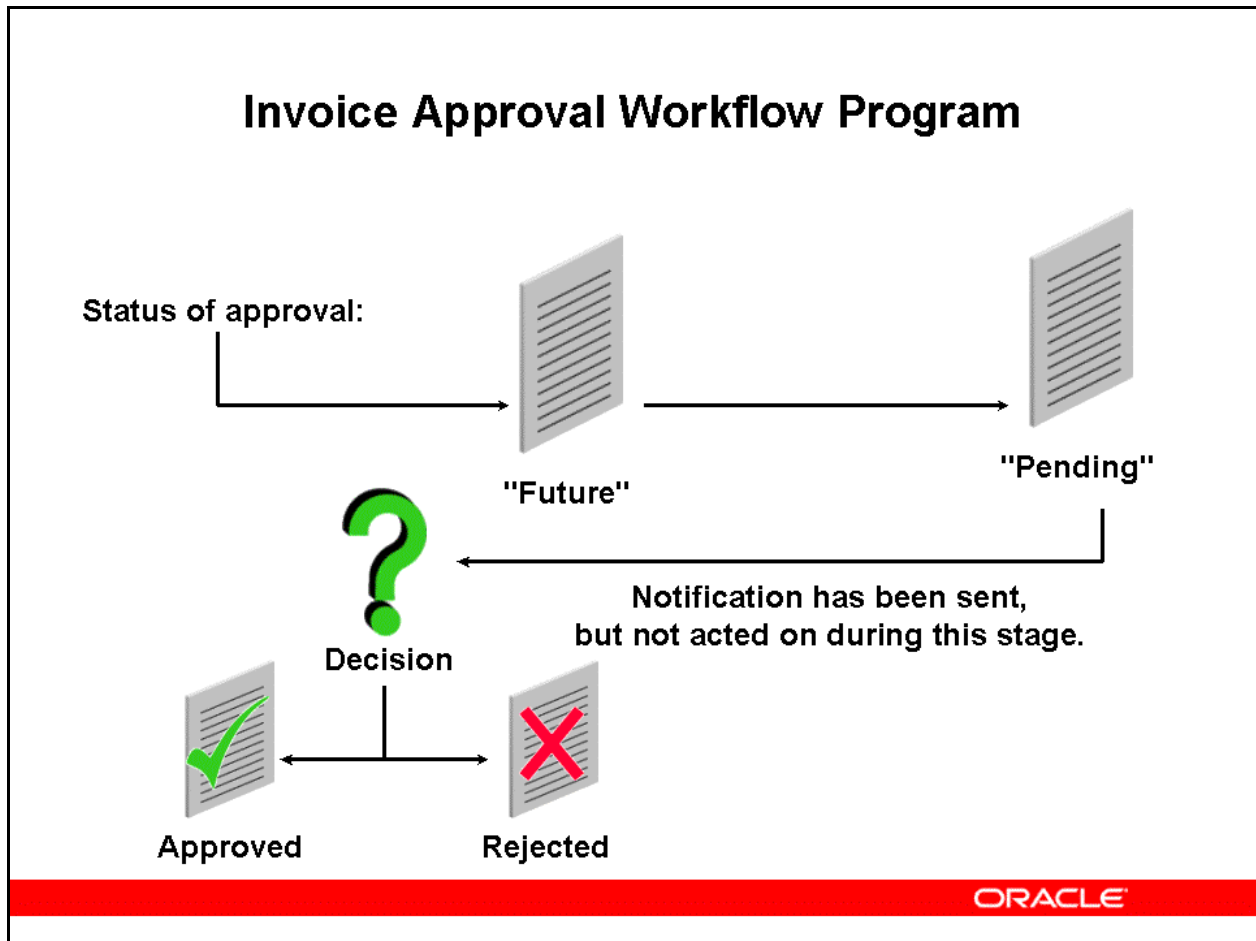 Invoice Approval Workflow Program
Status of approval:
"Future"
"Pending"
Notification has been sent,
but not acted on during this stage.
Decision
Approved
Rejected
ORACLE